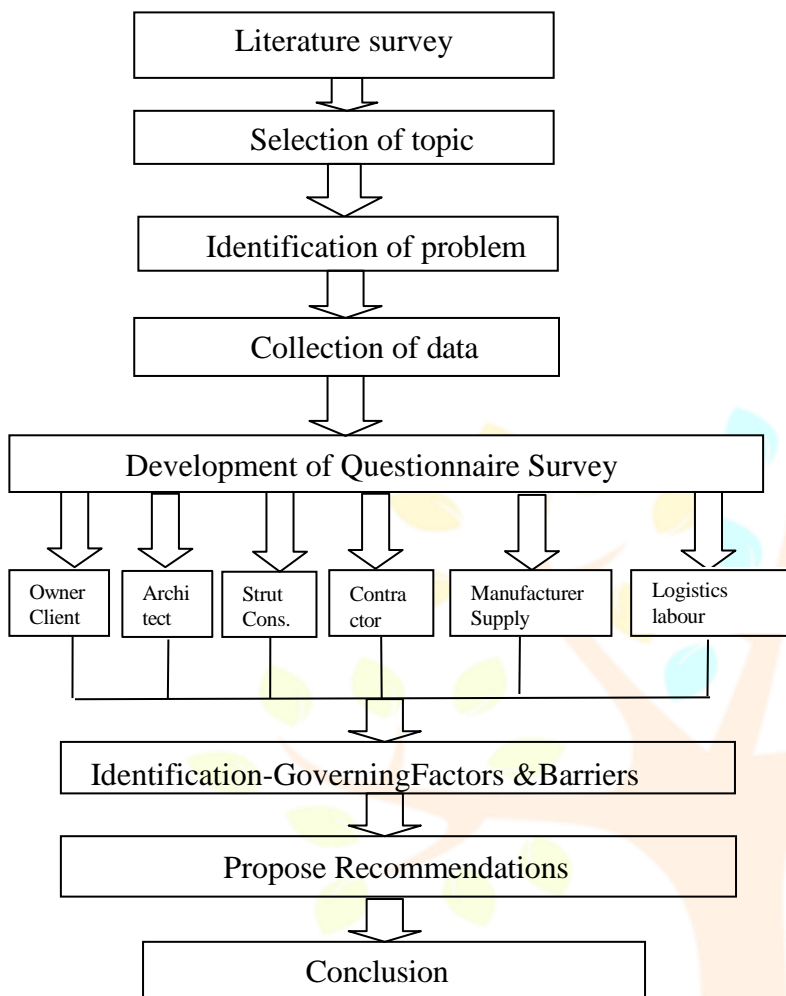 Literature survey
Selection of topic
Identification of problem
Collection of data
Development of Questionnaire Survey
Owner
Client
Archi
tect
Strut
Cons.
Contra
ctor
Manufacturer
Supply
Logistics
labour
Identification-GoverningFactors &Barriers
Propose Recommendations
Conclusion